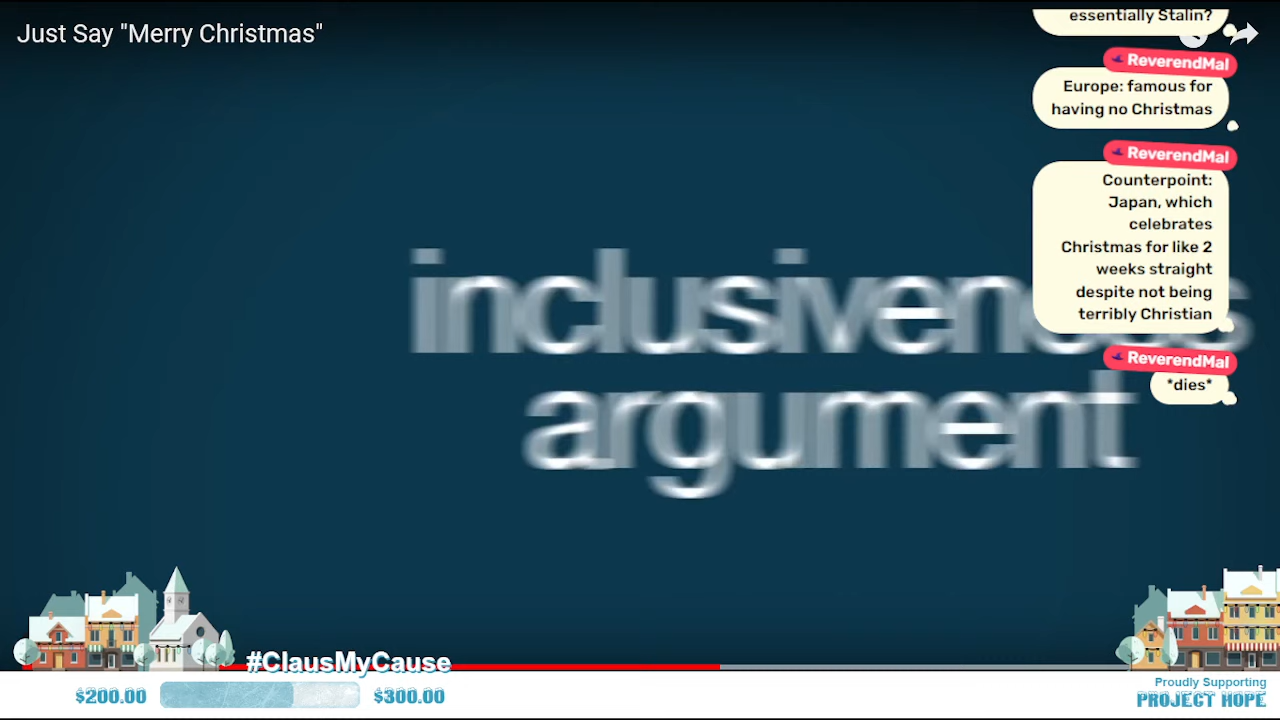 Just Say "Merry Christmas"
essentially Stalin?
ReverendMal
Europe: famous for
having no Christmas
ReverendMal
Counterpoint:
Japan, which
celebrates
Christmas for like 2
weeks straight
despite not being
terribly Christian
ReverendMal
*dies*
inclusiveness
argument
#ClausMyCause
$200.00
$300.00
Proudly Supporting
PROJECT HOPE